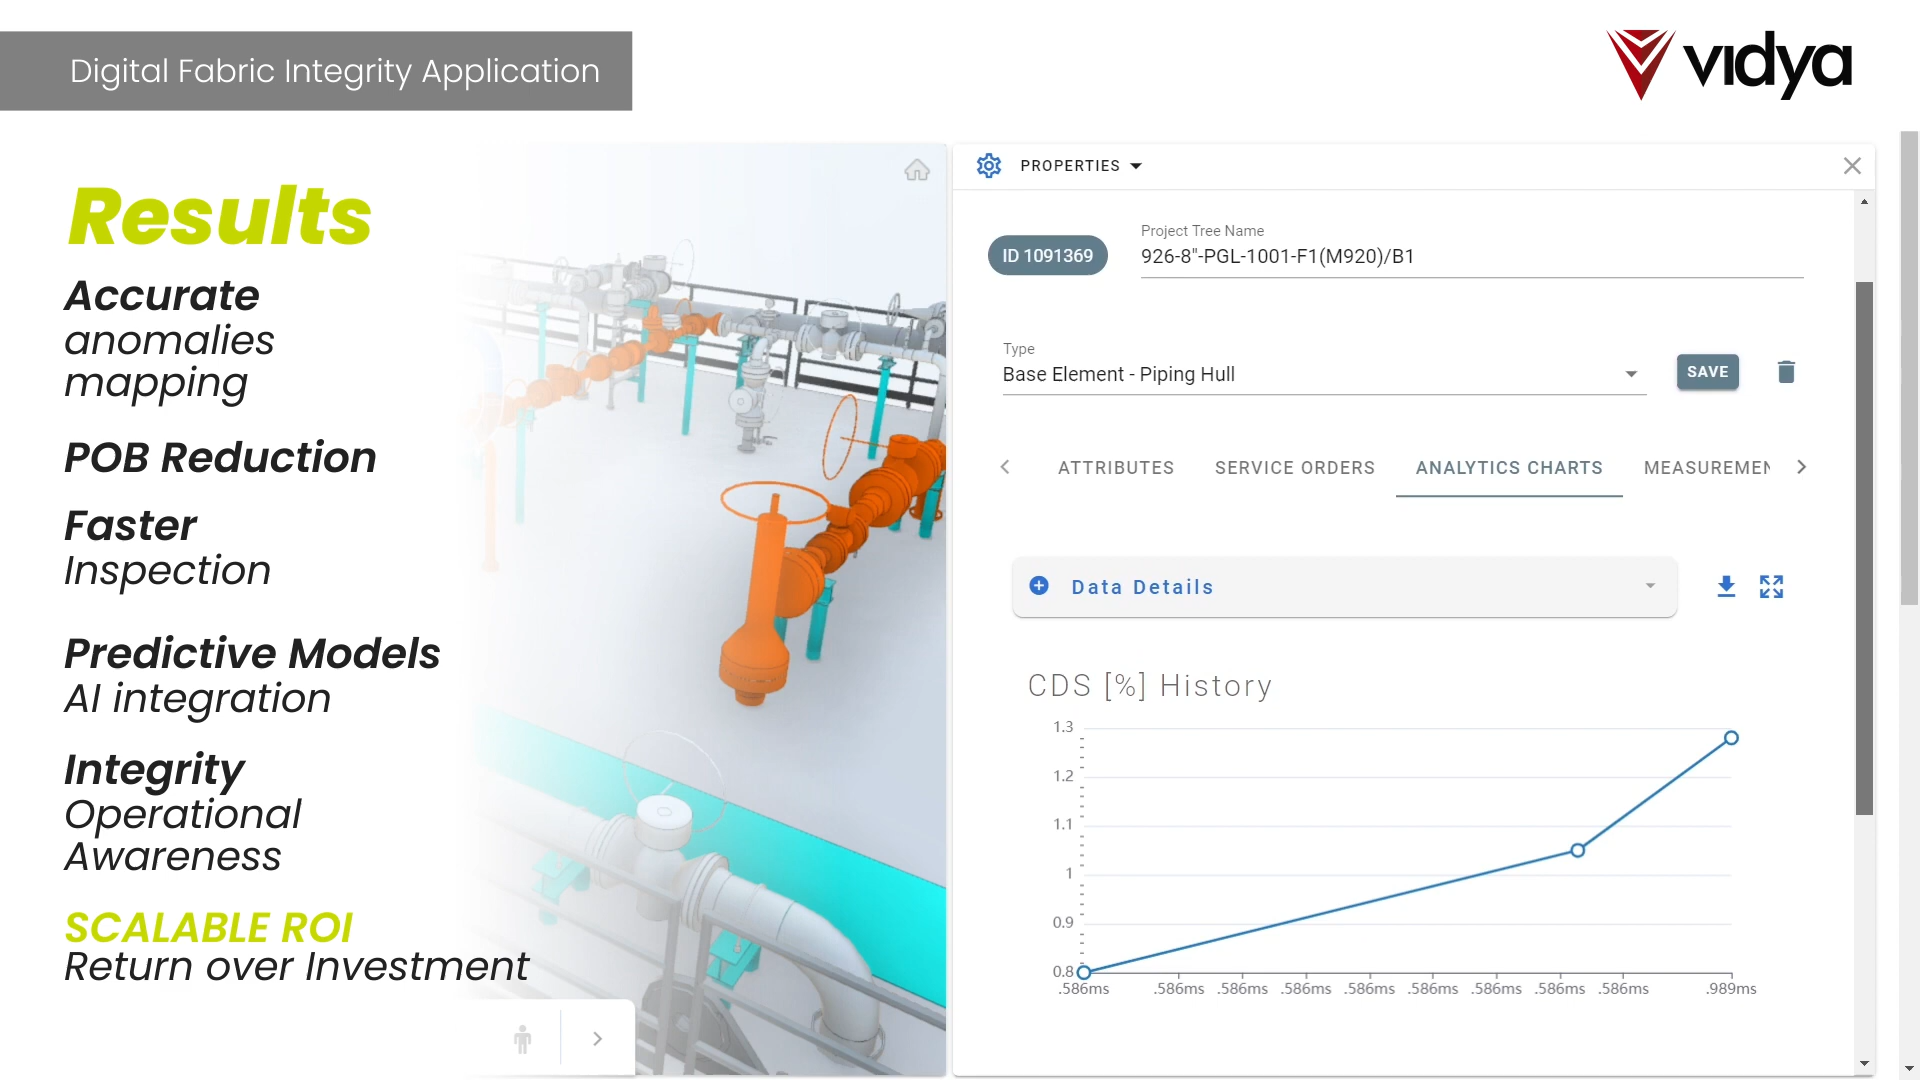 Digital Fabric Integrity Application
vidya
Results
Accurate
anomalies
mapping
POB Reduction
Faster
Inspection
Predictive Models
AI integration
Integrity
Operational
Awareness
SCALABLE ROI
Return over Investment
PROPERTIES
ID 1091369
Project Tree Name
926-8"-PGL-1001-F1(M920)/B1
Type
Base Element - Piping Hull
SAVE
ATTRIBUTES SERVICE ORDERS ANALYTICS CHARTS MEASUREMEN
Data Details
CDS [%] History
1.3
1.2
1.1
1
0.9
0.8
.586ms .586ms .586ms .586ms .586ms .586ms .586ms .586ms .586ms .989ms